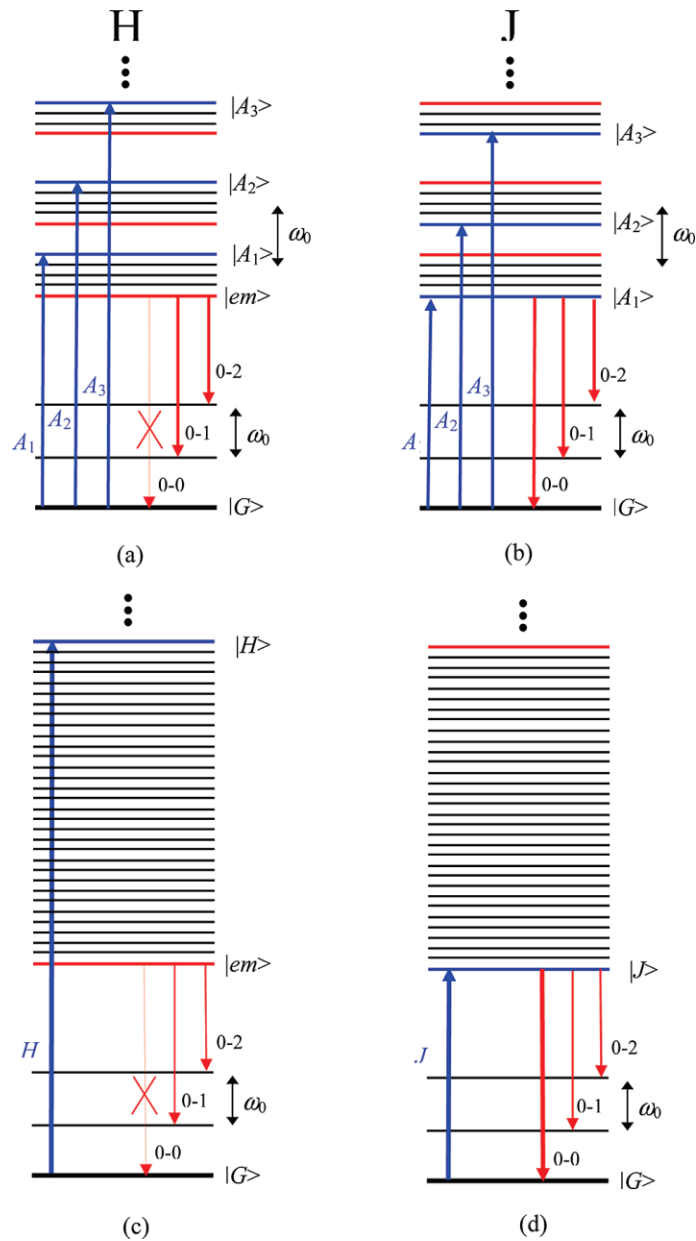 H
J
|A3>
|A3>
|A2>
|A2>
ω0
ω0
|A1>
|em>
|A1>
0-2
0-2
A3
A3
A2
A2
A1
A
0-1
ω0
0-1
ω0
0-0
0-0
|G>
|G>
(a)
(b)
|H>
|em>
|J>
H
0-2
J
0-2
0-1
ω0
0-1
ω0
0-0
0-0
|G>
|G>
(c)
(d)